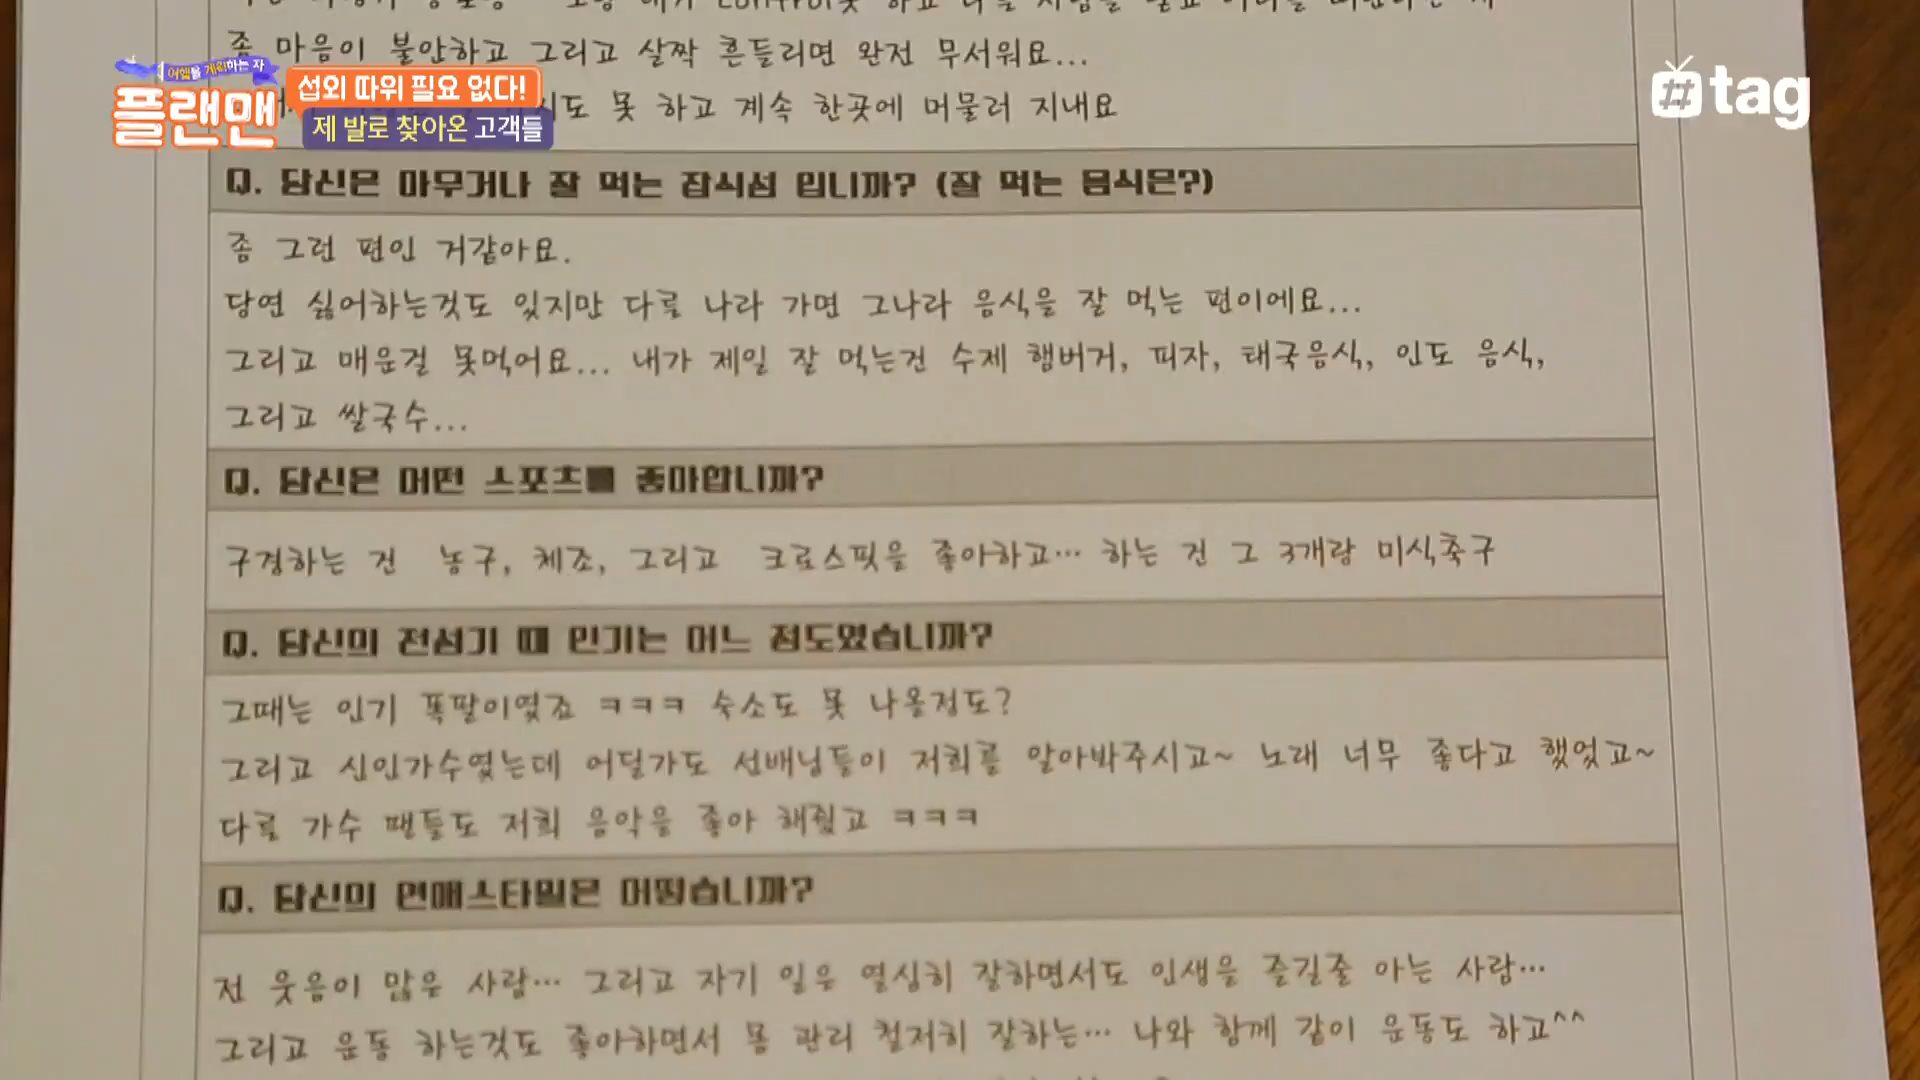 좀 마음이 불안하고 그리고 살짝 흔들리면 완전 무서워요...
여행을 계획하는 자
플랜맨
섭외 따위 필요 없다!
제 발로 찾아온 고객들
#tag
시도 못 하고 계속 한곳에 머물러 지내요
Q. 당신은 아무거나 잘 먹는 잡식성 입니까? (잘 먹는 음식은?)
좀 그런 편인 거같아요.
당연 싫어하는것도 있지만 다른 나라 가면 그나라 음식을 잘 먹는 편이에요...
그리고 매운걸 못먹어요... 내가 제일 잘 먹는건 수제 햄버거, 피자, 태국음식, 인도 음식,
그리고 쌀국수...
Q. 당신은 어떤 스포츠를 좋아합니까?
구경하는 건 농구, 체조, 그리고 크로스핏을 좋아하고... 하는 건 그 3개랑 미식축구
Q. 당신의 전성기 때 인기는 어느 정도였습니까?
그때는 인기 폭팔이였죠 ㅋㅋㅋ 숙소도 못 나올정도?
그리고 신인가수였는데 어딜가도 선배님들이 저희를 알아봐주시고~ 노래 너무 좋다고 했었고~
다른 가수 팬들도 저희 음악을 좋아 해줬고 ㅋㅋㅋ
Q. 당신의 연애스타일은 어떻습니까?
전 웃음이 많은 사람... 그리고 자기 일은 열심히 잘하면서도 인생을 즐길줄 아는 사람...
그리고 운동 하는것도 좋아하면서 몸 관리 철저히 잘하는... 나와 함께 같이 운동도 하고^^